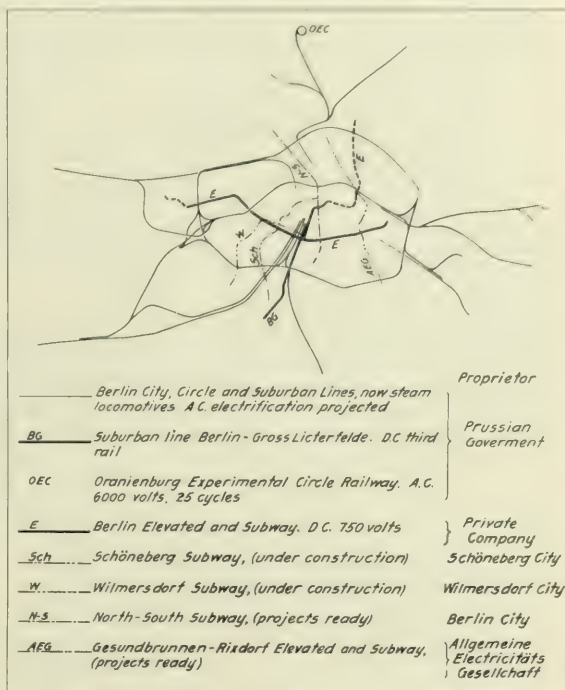 OEC
E
N-S
E
W
Sch
E
AEG
BG
Proprietor
Berlin City, Circle and Suburban Lines, now steam
locomotives A.C. electrification projected
BG Suburban line Berlin-Gross Licterfelde. DC third
rail
Prussian
Goverment
OEC Oranienburg Experimental Circle Railway. A.C.
6000 volts, 25 cycles
E Berlin Elevated and Subway. D.C. 750 volts
Private
Company
Sch Schöneberg Subway, (under construction) Schöneberg City
W Wilmersdorf Subway, (under construction) Wilmersdorf City
N-S North-South Subway, (projects ready) Berlin City
AEG Gesundbrunnen-Rixdorf Elevated and Subway,
(projects ready)
Allgemeine
Electricitäts
Gesellschaft